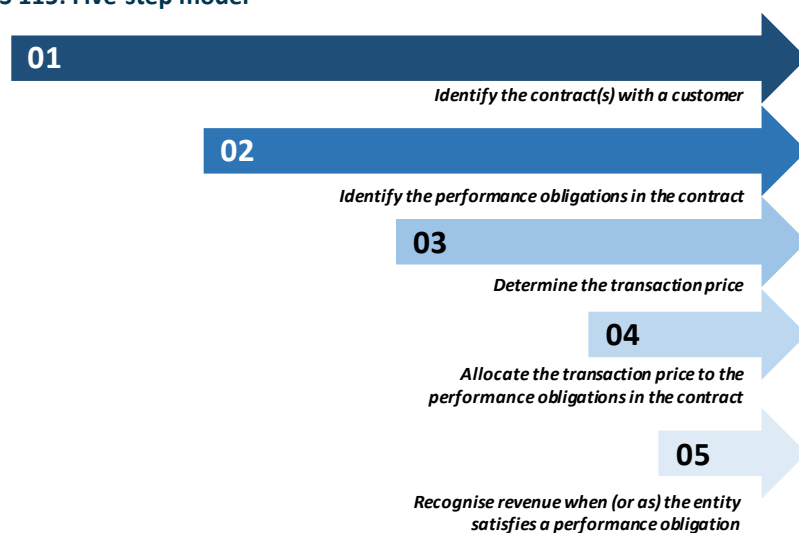 115: Five-step model
01
Identify the contract(s) with a customer
02
Identify the performance obligations in the contract
03
Determine the transaction price
04
Allocate the transaction price to the
performance obligations in the contract
05
Recognise revenue when (or as) the entity
satisfies a performance obligation